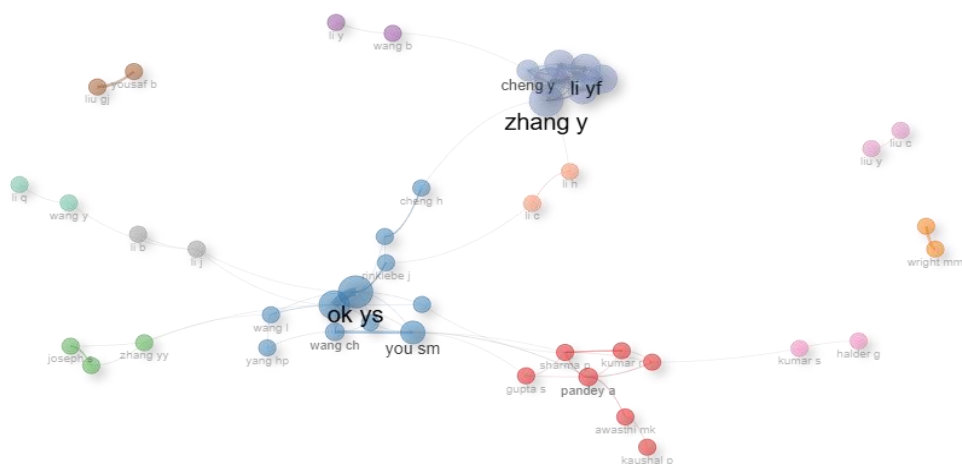 li y
wang b
yousaf b
liu gj
cheng y
li yf
zhang y
liu c
liu y
li h
li q
cheng h
wang y
li c
li b
li j
wright mm
rinklebe j
ok ys
wang l
wang ch
you sm
zhang yy
joseph s
yang hp
halder g
kumar s
sharma p
kumar r
gupta s
pandey a
awasthi mk
kaushal p